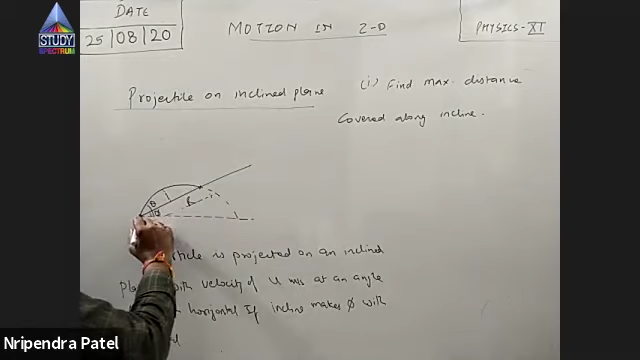 DATE
25/08/20
STUDY
SPECTRUM
MOTION IN 2-D
PHYSICS-XI
Projectile on inclined plane
(i) Find max. distance
Covered along incline.
θ
R
is projected on an inclined
with velocity of u m/s at an angle
horizontal If incline makes ϕ with
Nripendra Patel